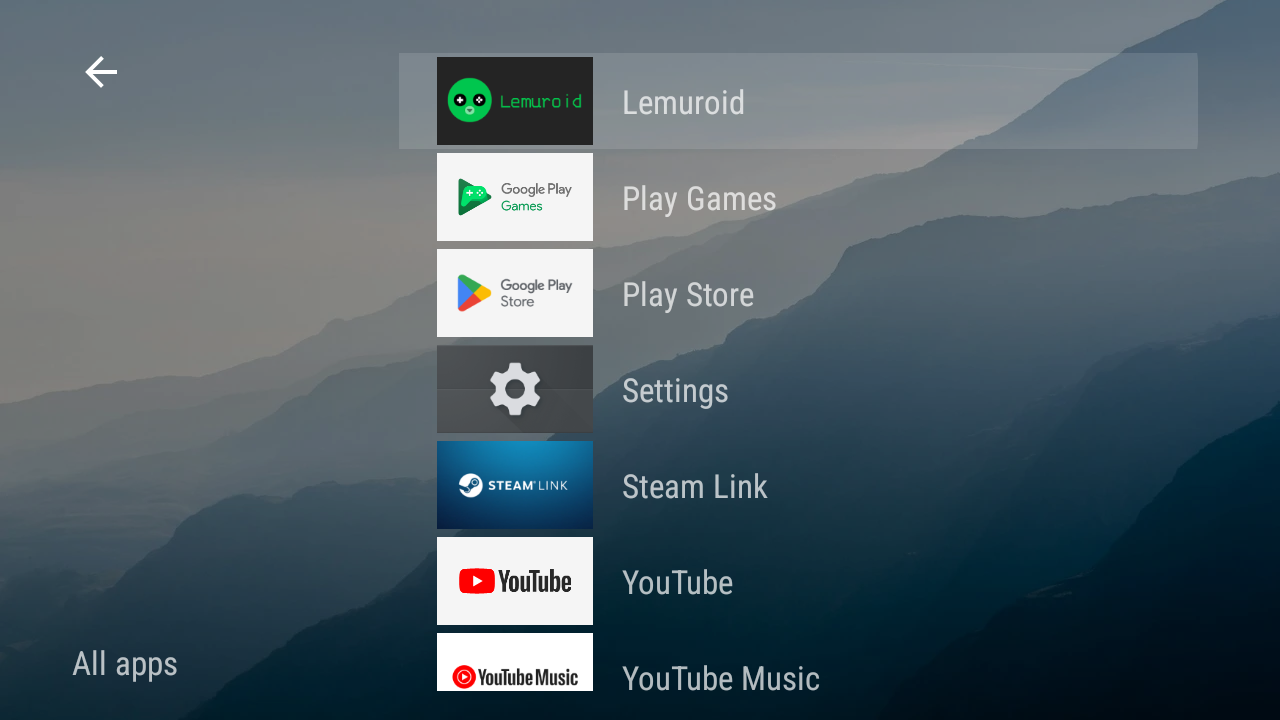 Lemuroid
Lemuroid
Google Play
Games
Play Games
Google Play
Store
Play Store
Settings
STEAM LINK
Steam Link
YouTube
YouTube
YouTube Music
YouTube Music
All apps